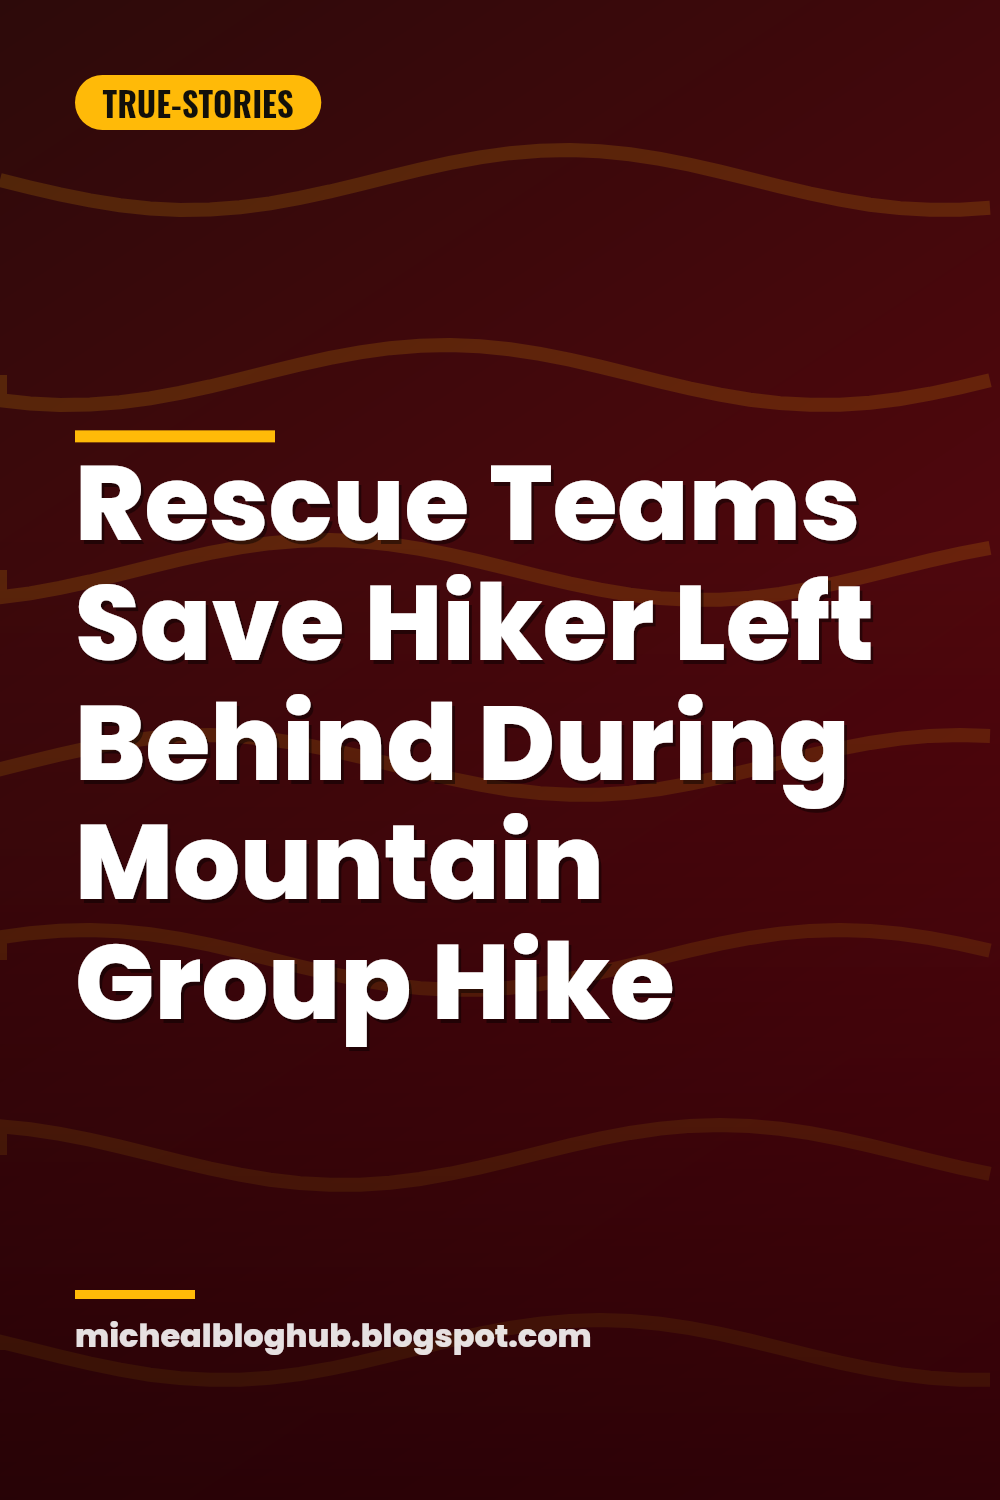 TRUE-STORIES
Rescue Teams
Save Hiker Left
Behind During
Mountain
Group Hike
michealbloghub.blogspot.com